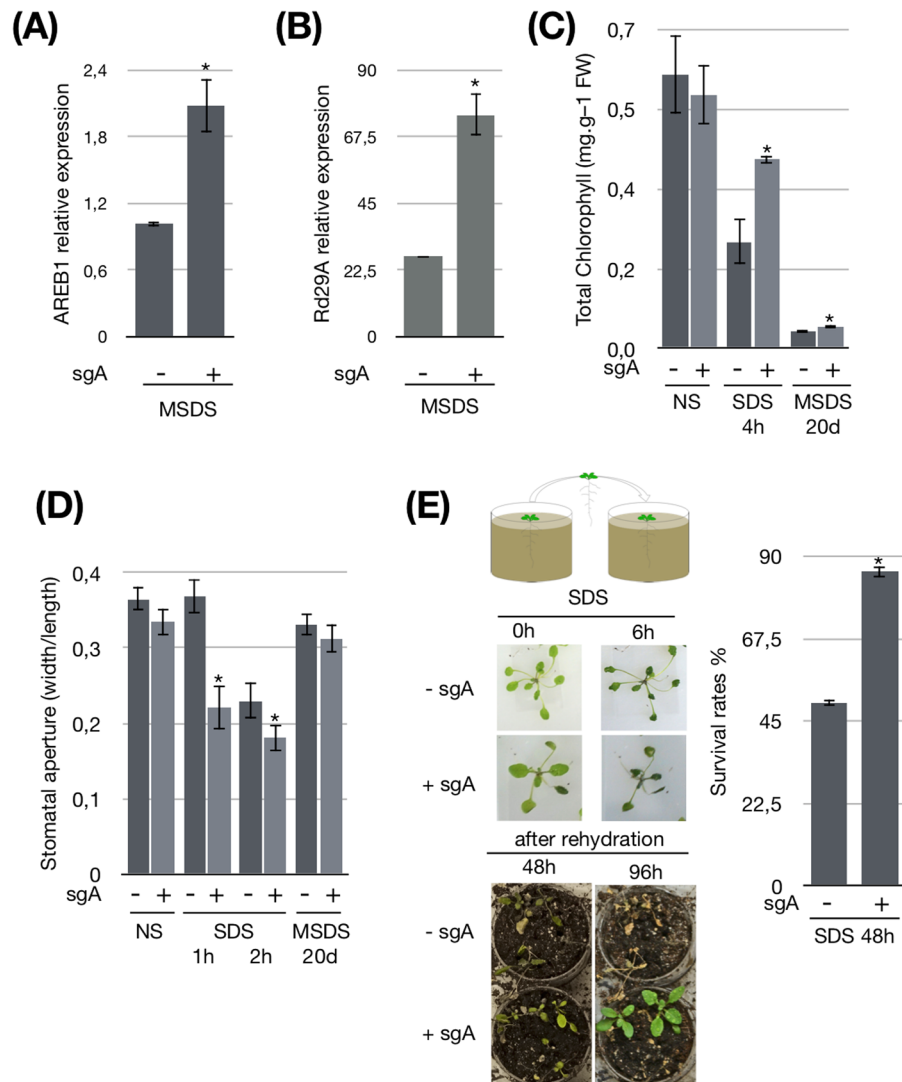 (A)
AREB1 relative expression
2,4
1,8
1,2
0,6
0
*
sgA - +
MSDS
(B)
Rd29A relative expression
90
67,5
45
22,5
0
*
sgA - +
MSDS
(C)
Total Chlorophyll (mg.g–1 FW)
0,7
0,5
0,4
0,2
0,0
*
*
sgA - + - + - +
NS SDS MSDS
4h 20d
(D)
Stomatal aperture (width/length)
0,4
0,3
0,2
0,1
0
*
*
sgA - + - + - + - +
NS SDS MSDS
1h 2h 20d
(E)
SDS
0h 6h
- sgA
+ sgA
after rehydration
48h 96h
- sgA
+ sgA
Survival rates %
90
67,5
45
22,5
0
*
sgA - +
SDS 48h